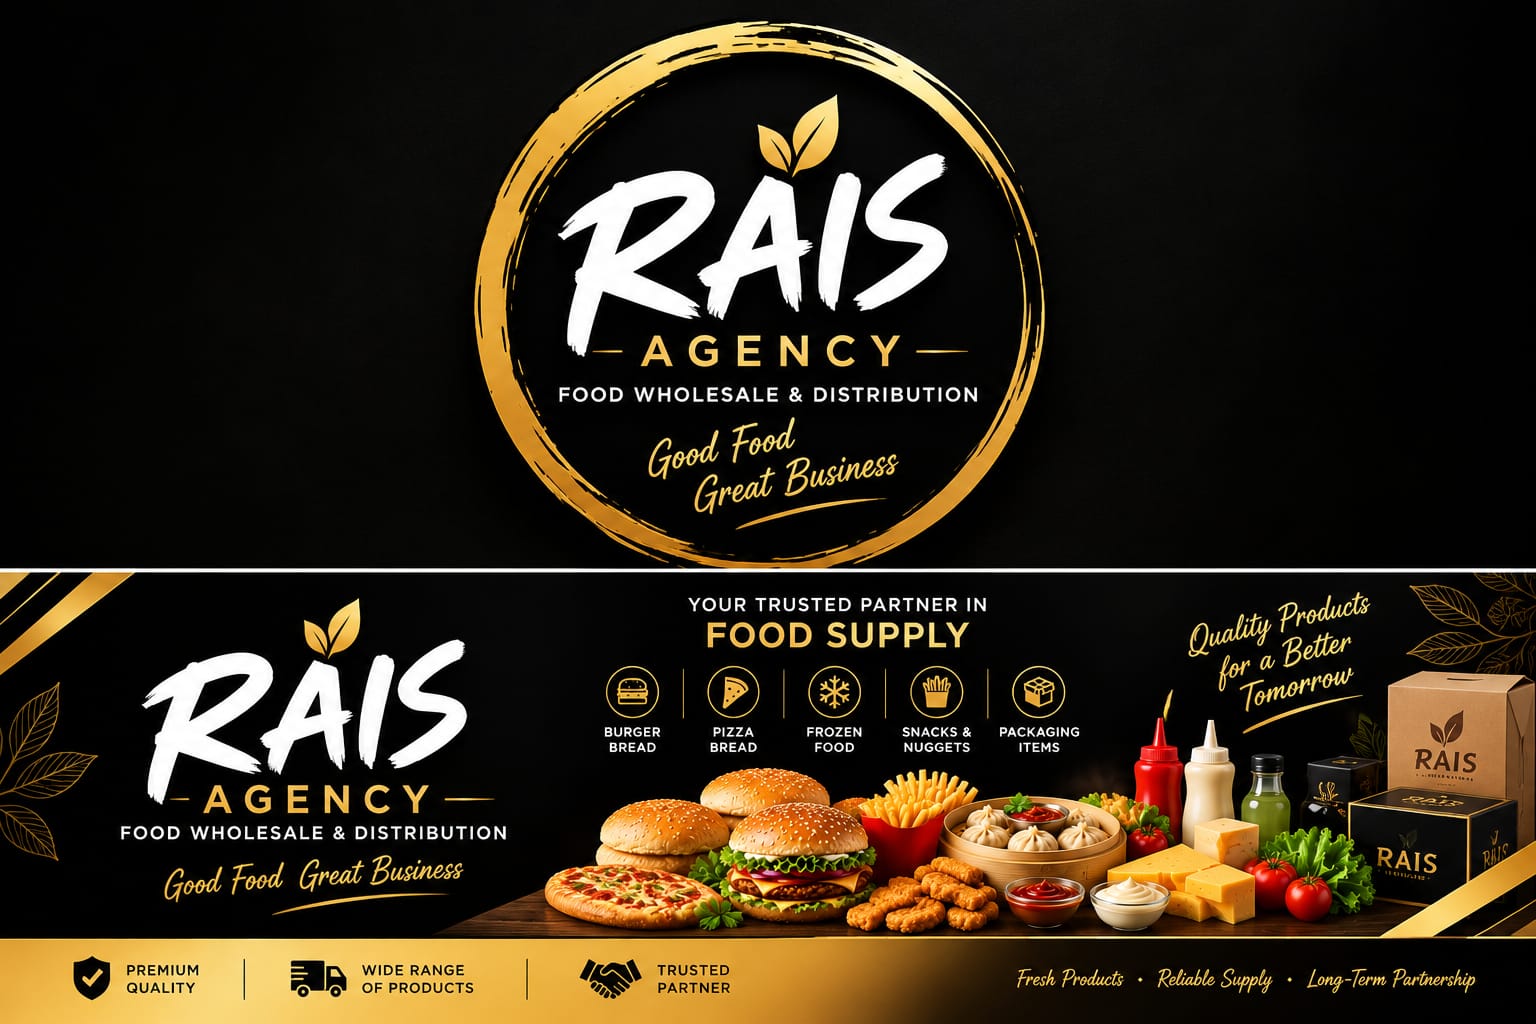 RAIS
AGENCY
FOOD WHOLESALE & DISTRIBUTION
Good Food
Great Business
RAIS
AGENCY
FOOD WHOLESALE & DISTRIBUTION
Good Food Great Business
YOUR TRUSTED PARTNER IN
FOOD SUPPLY
BURGER
BREAD
PIZZA
BREAD
FROZEN
FOOD
SNACKS &
NUGGETS
PACKAGING
ITEMS
Quality Products
for a Better
Tomorrow
RAIS
RAIS
RAIS
PREMIUM
QUALITY
WIDE RANGE
OF PRODUCTS
TRUSTED
PARTNER
Fresh Products • Reliable Supply • Long-Term Partnership